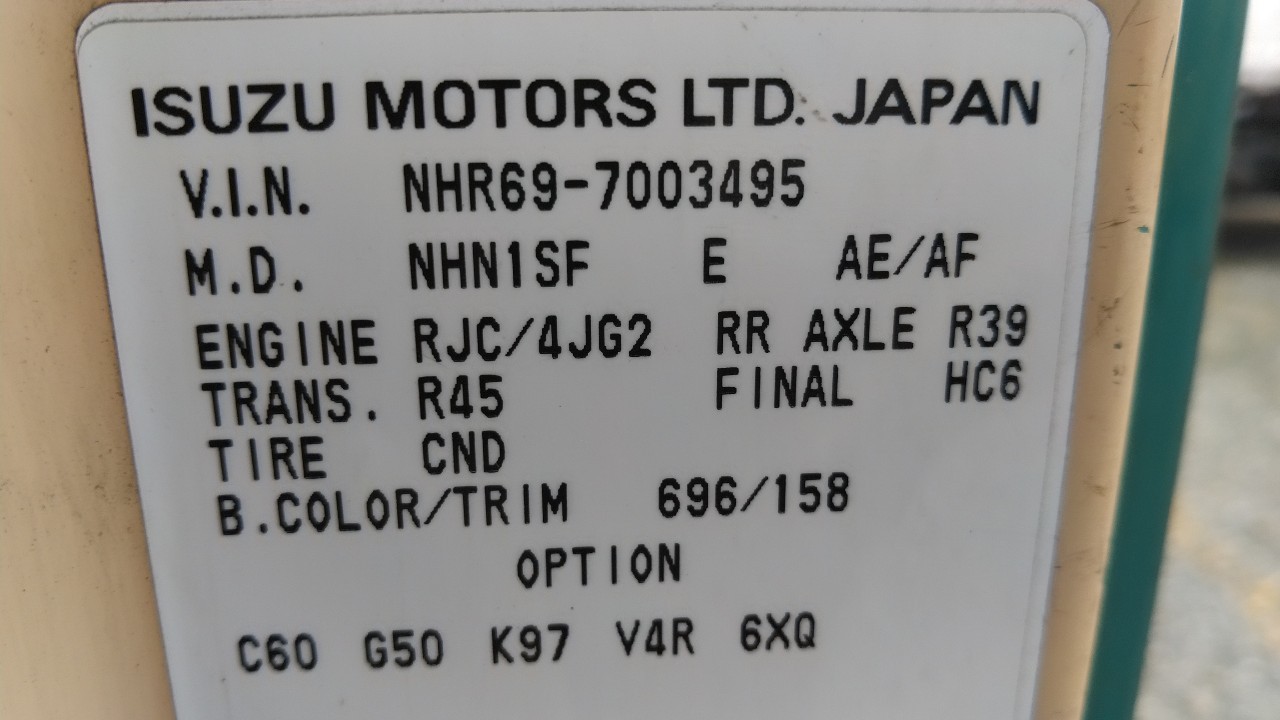 ISUZU MOTORS LTD. JAPAN
V.I.N. NHR69-7003495
M.D. NHN1SF E AE/AF
ENGINE RJC/4JG2 RR AXLE R39
TRANS. R45 FINAL HC6
TIRE CND
B.COLOR/TRIM 696/158
OPTION
C60 G50 K97 V4R 6XQ